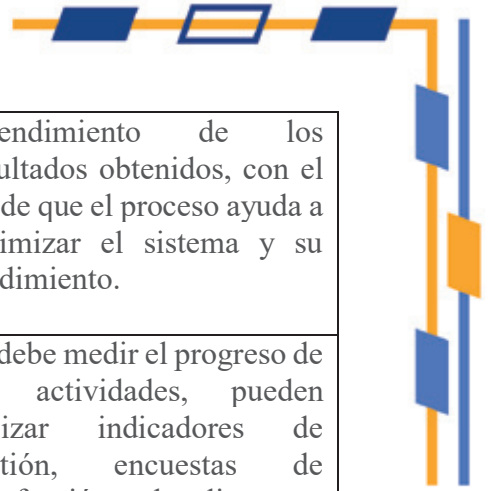 endimiento de los
ultados obtenidos, con el
de que el proceso ayuda a
imizar el sistema y su
dimiento.
debe medir el progreso de
actividades, pueden
izar indicadores de
tión, encuestas de